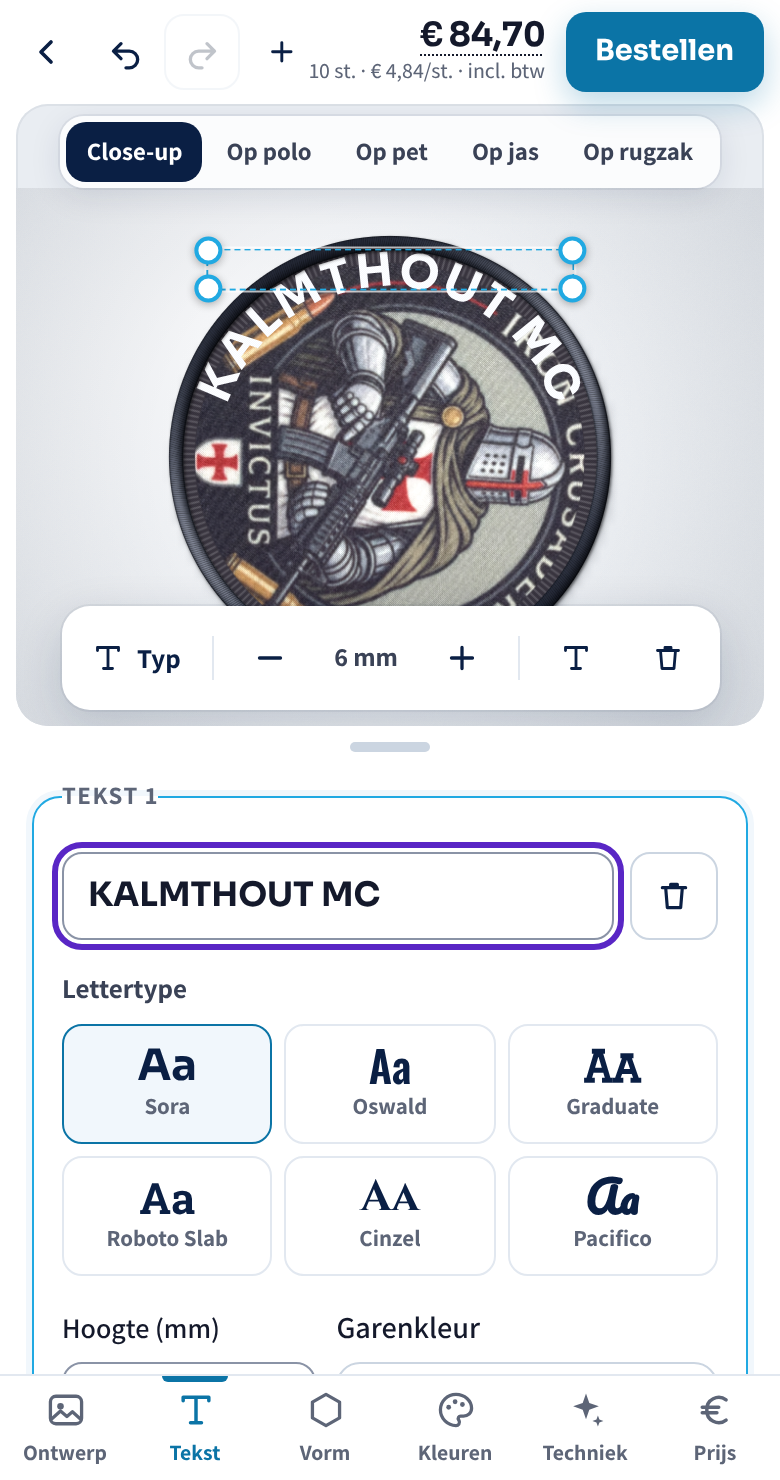 € 84,70
10 st. · € 4,84/st. · incl. btw
Bestellen
Close-up
Op polo
Op pet
Op jas
Op rugzak
KALMTHOUT MC
INVICTUS
Typ
6 mm
TEKST 1
KALMTHOUT MC
Lettertype
Aa
Sora
Aa
Oswald
AA
Graduate
Aa
Roboto Slab
AA
Cinzel
Aa
Pacifico
Hoogte (mm)
Garenkleur
Ontwerp
Tekst
Vorm
Kleuren
Techniek
Prijs